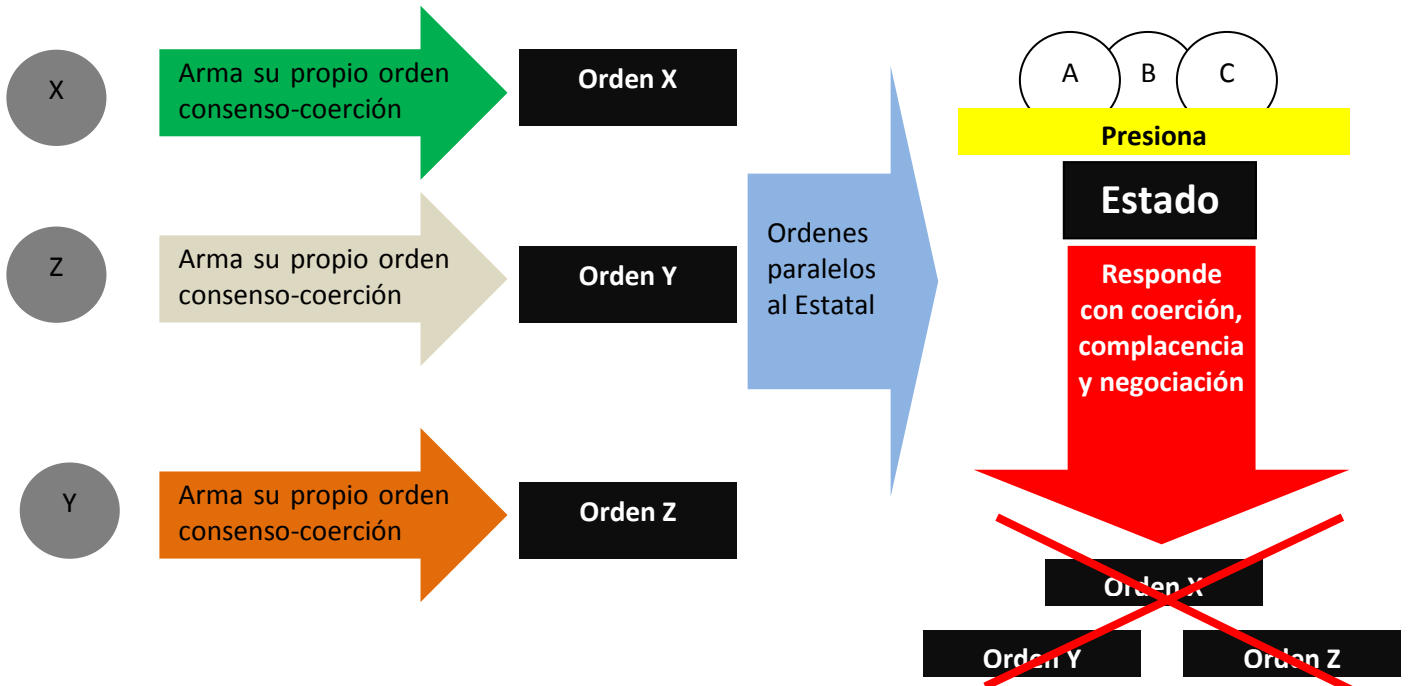 X
Arma su propio orden
consenso-coerción
Orden X
Z
Arma su propio orden
consenso-coerción
Orden Y
Y
Arma su propio orden
consenso-coerción
Orden Z
Ordenes
paralelos
al Estatal
A B C
Presiona
Estado
Responde
con coerción,
complacencia
y negociación
Orden X
Orden Y
Orden Z